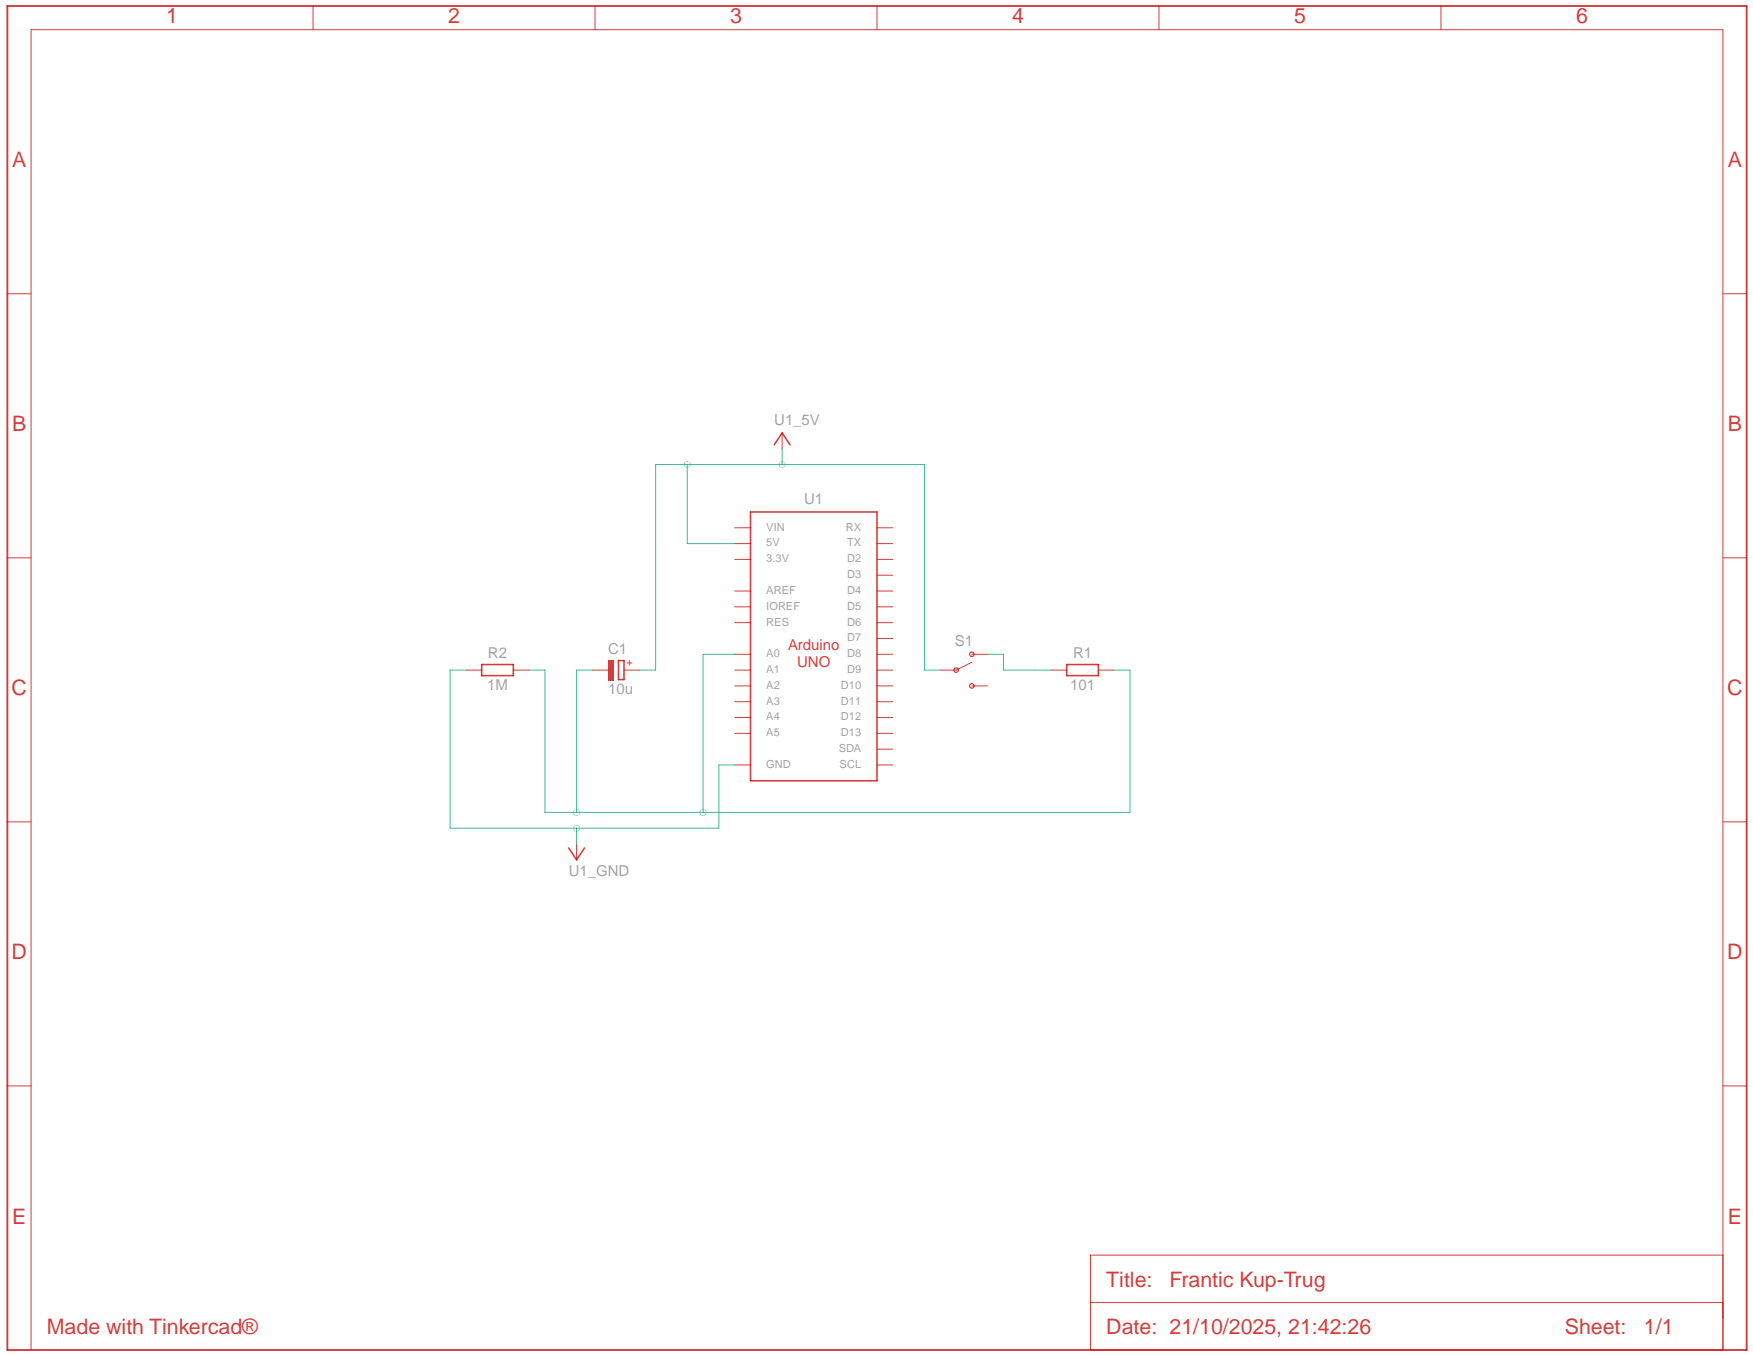 1 2 3 4 5 6
A A
B B
U1_5V
U1
VIN RX
5V TX
3.3V D2
D3
AREF D4
IOREF D5
RES D6
D7
Arduino
UNO
A0 D8
A1 D9
A2 D10
A3 D11
A4 D12
A5 D13
SDA
GND SCL
S1
R2
1M
C1
+
10u
R1
101
C C
U1_GND
D D
E E
Title: Frantic Kup-Trug
Made with Tinkercad®
Date: 21/10/2025, 21:42:26 Sheet: 1/1